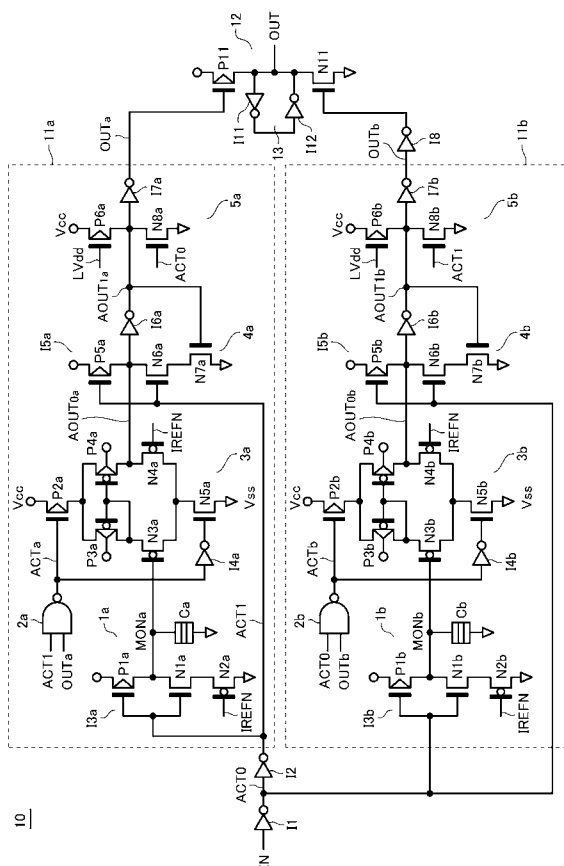 10
IN
I1
ACT0
I2
11a
ACT1
OUTa
2a
ACTa
Vcc
P2a
I3a
P1a
1a
N1a
N2a
IREFN
MONa
Ca
P3a
P4a
N3a
N4a
IREFN
I4a
N5a
Vss
3a
ACT1
AOUT0a
I5a
P5a
N6a
N7a
4a
I6a
AOUT1a
Vcc
P6a
LVdd
N8a
ACT0
I7a
5a
OUTa
11b
ACT0
OUTb
2b
ACTb
Vcc
P2b
I3b
P1b
1b
N1b
N2b
IREFN
MONb
Cb
P3b
P4b
N3b
N4b
IREFN
I4b
N5b
Vss
3b
AOUT0b
I5b
P5b
N6b
N7b
4b
I6b
AOUT1b
Vcc
P6b
LVdd
N8b
ACT1
I7b
5b
OUTb
I8
P11
12
I11
13
I12
OUT
N11